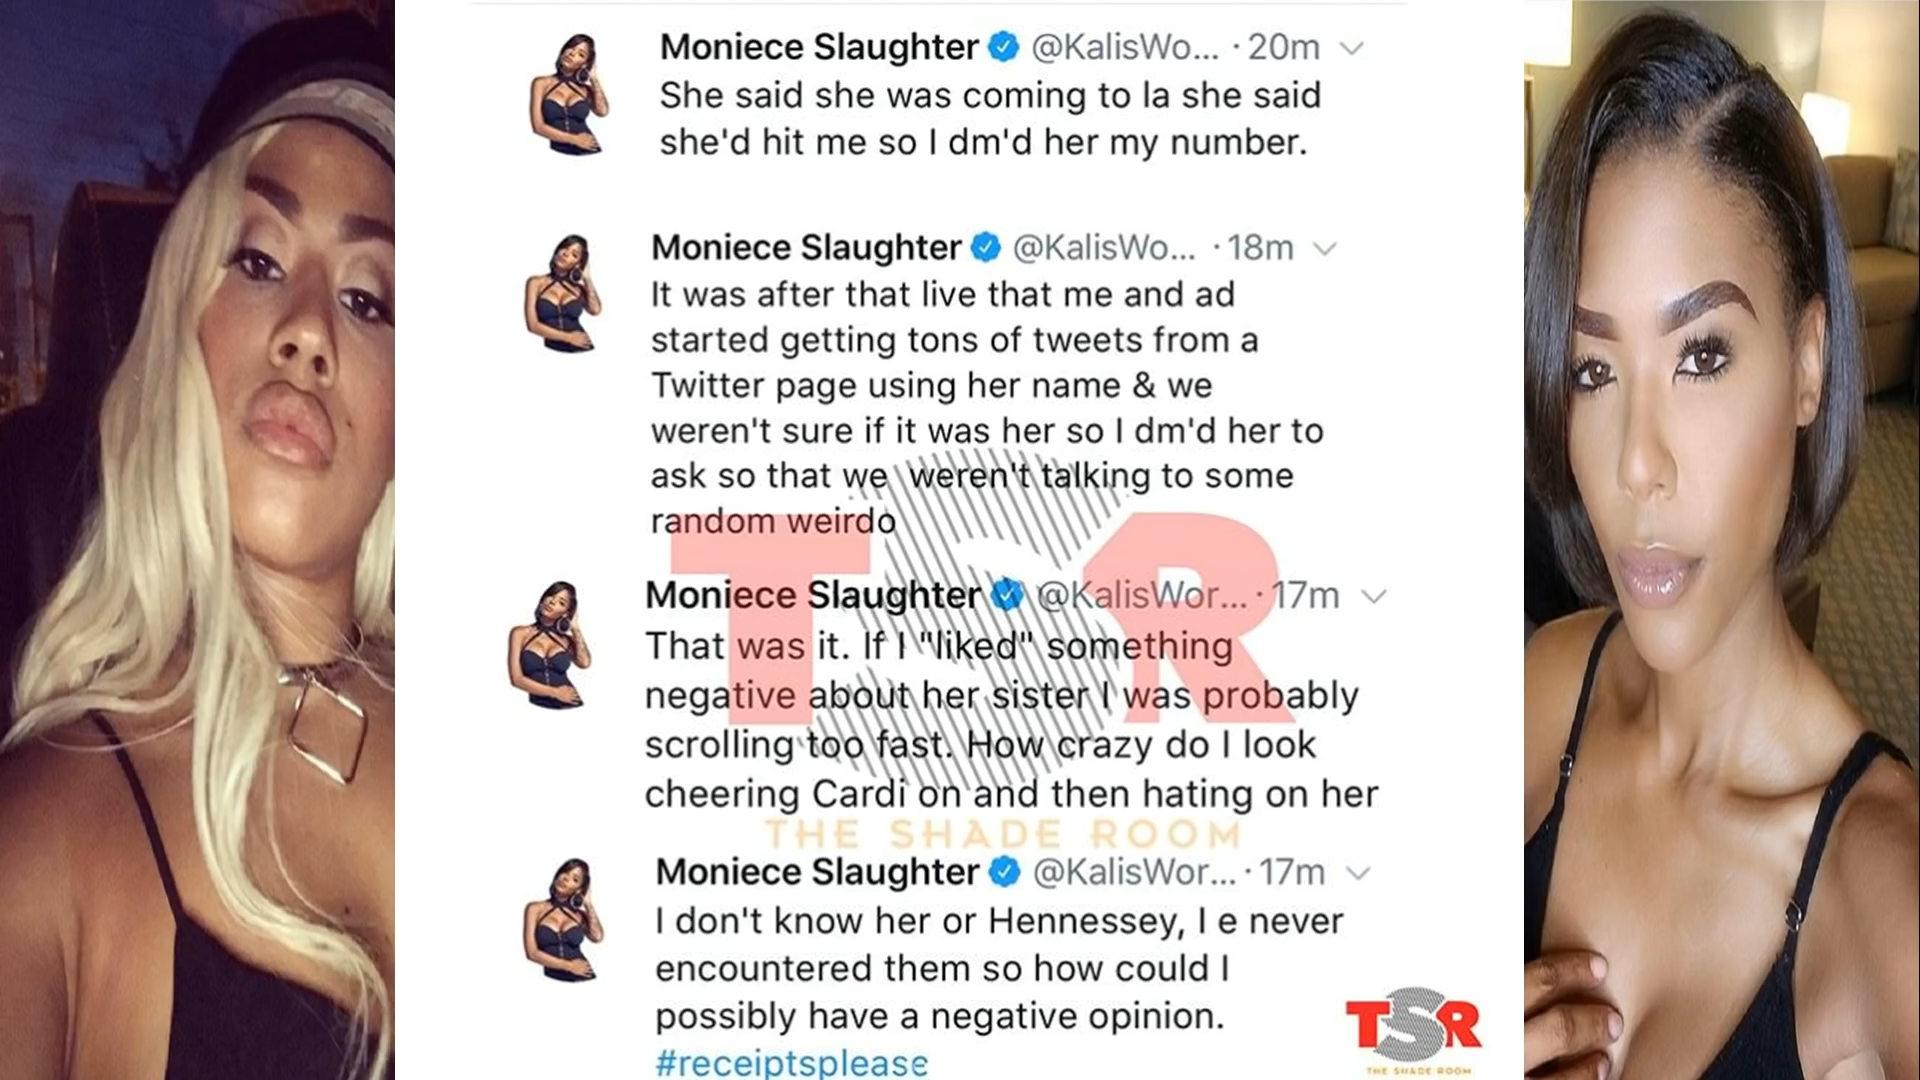 Moniece Slaughter @KalisWo... · 20m
She said she was coming to la she said
she'd hit me so I dm'd her my number.
Moniece Slaughter @KalisWo... · 18m
It was after that live that me and ad
started getting tons of tweets from a
Twitter page using her name & we
weren't sure if it was her so I dm'd her to
ask so that we weren't talking to some
random weirdo
Moniece Slaughter @KalisWor... · 17m
That was it. If I "liked" something
negative about her sister I was probably
scrolling too fast. How crazy do I look
cheering Cardi on and then hating on her
Moniece Slaughter @KalisWor... · 17m
I don't know her or Hennessey, I e never
encountered them so how could I
possibly have a negative opinion.
#receiptsplease
TSR
THE SHADE ROOM
TSR
THE SHADE ROOM